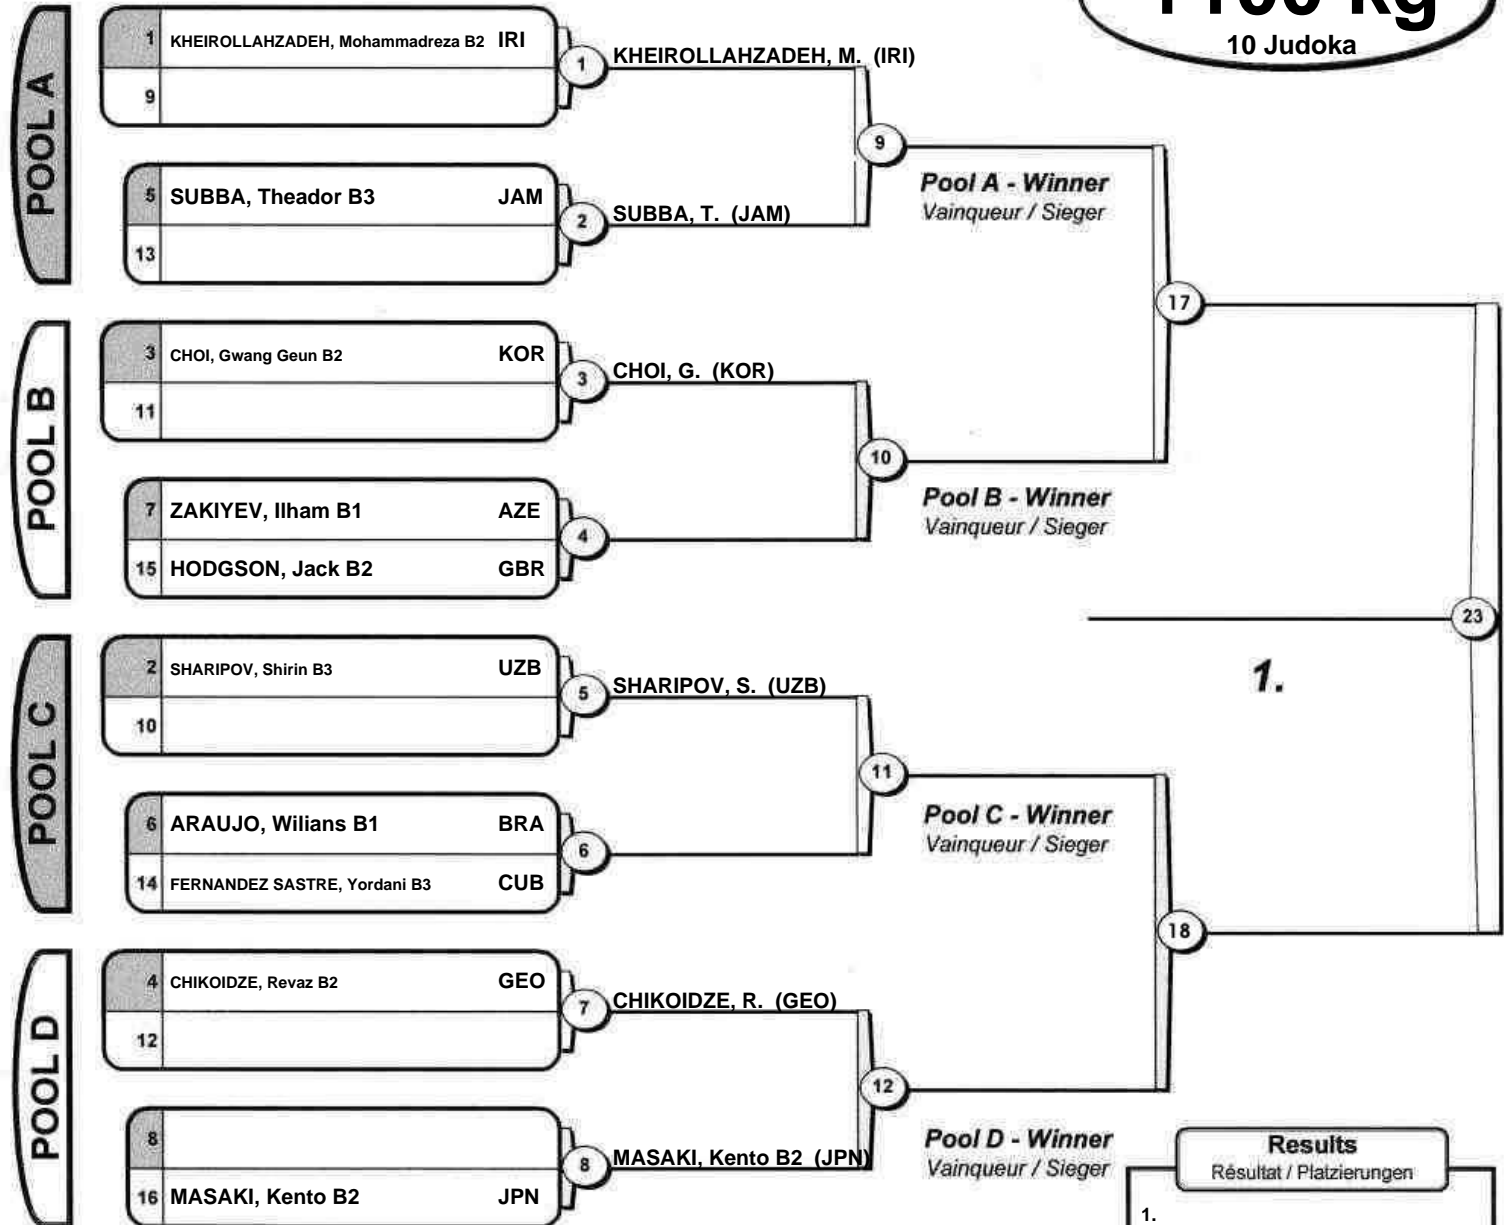 +100 kg
10 Judoka
POOL A
1 KHEIROLLAHZADEH, Mohammadreza B2 IRI
9
1
KHEIROLLAHZADEH, M. (IRI)
5 SUBBA, Theador B3 JAM
13
2
SUBBA, T. (JAM)
9
Pool A - Winner
Vainqueur / Sieger
POOL B
3 CHOI, Gwang Geun B2 KOR
11
3
CHOI, G. (KOR)
7 ZAKIYEV, Ilham B1 AZE
15 HODGSON, Jack B2 GBR
4
10
Pool B - Winner
Vainqueur / Sieger
17
POOL C
2 SHARIPOV, Shirin B3 UZB
10
5
SHARIPOV, S. (UZB)
6 ARAUJO, Wilians B1 BRA
14 FERNANDEZ SASTRE, Yordani B3 CUB
6
11
Pool C - Winner
Vainqueur / Sieger
23
1.
POOL D
4 CHIKOIDZE, Revaz B2 GEO
12
7
CHIKOIDZE, R. (GEO)
8
16 MASAKI, Kento B2 JPN
8
MASAKI, Kento B2 (JPN)
12
Pool D - Winner
Vainqueur / Sieger
18
Results
Résultat / Platzierungen
1.